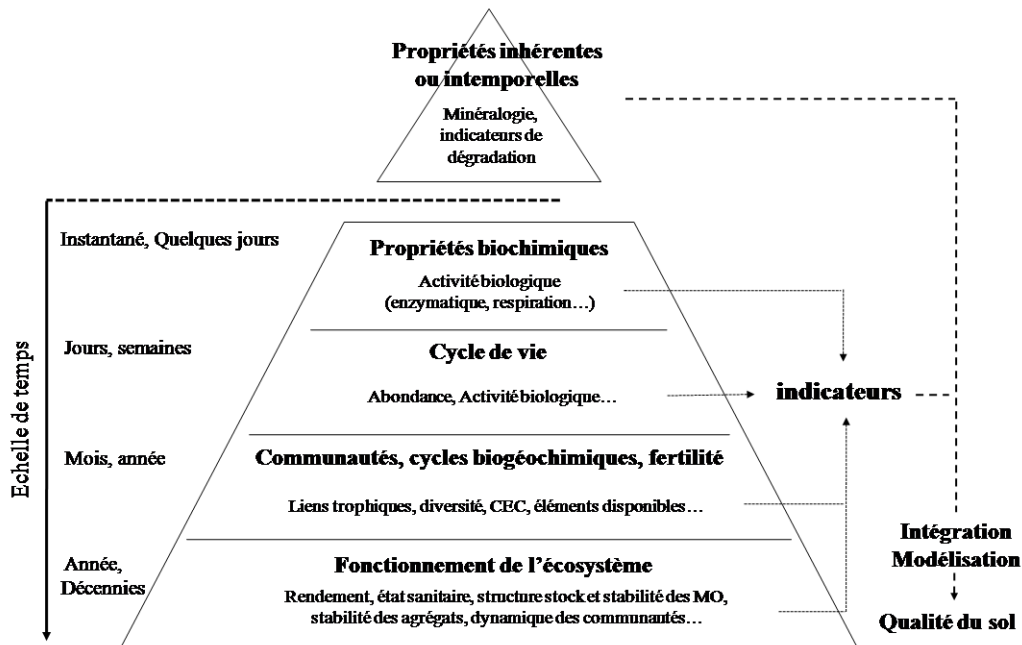 Propriétés inhérentes
ou intemporelles
Minéralogie,
indicateurs de
dégradation
Echelle de temps
Instantané, Quelques jours
Propriétés biochimiques
Activité biologique
(enzymatique, respiration…)
Jours, semaines
Cycle de vie
Abondance, Activité biologique…
indicateurs
Mois, année
Communautés, cycles biogéochimiques, fertilité
Liens trophiques, diversité, CEC, éléments disponibles…
Intégration
Modélisation
Année,
Décennies
Fonctionnement de l’écosystème
Rendement, état sanitaire, structure stock et stabilité des MO,
stabilité des agrégats, dynamique des communautés…
Qualité du sol